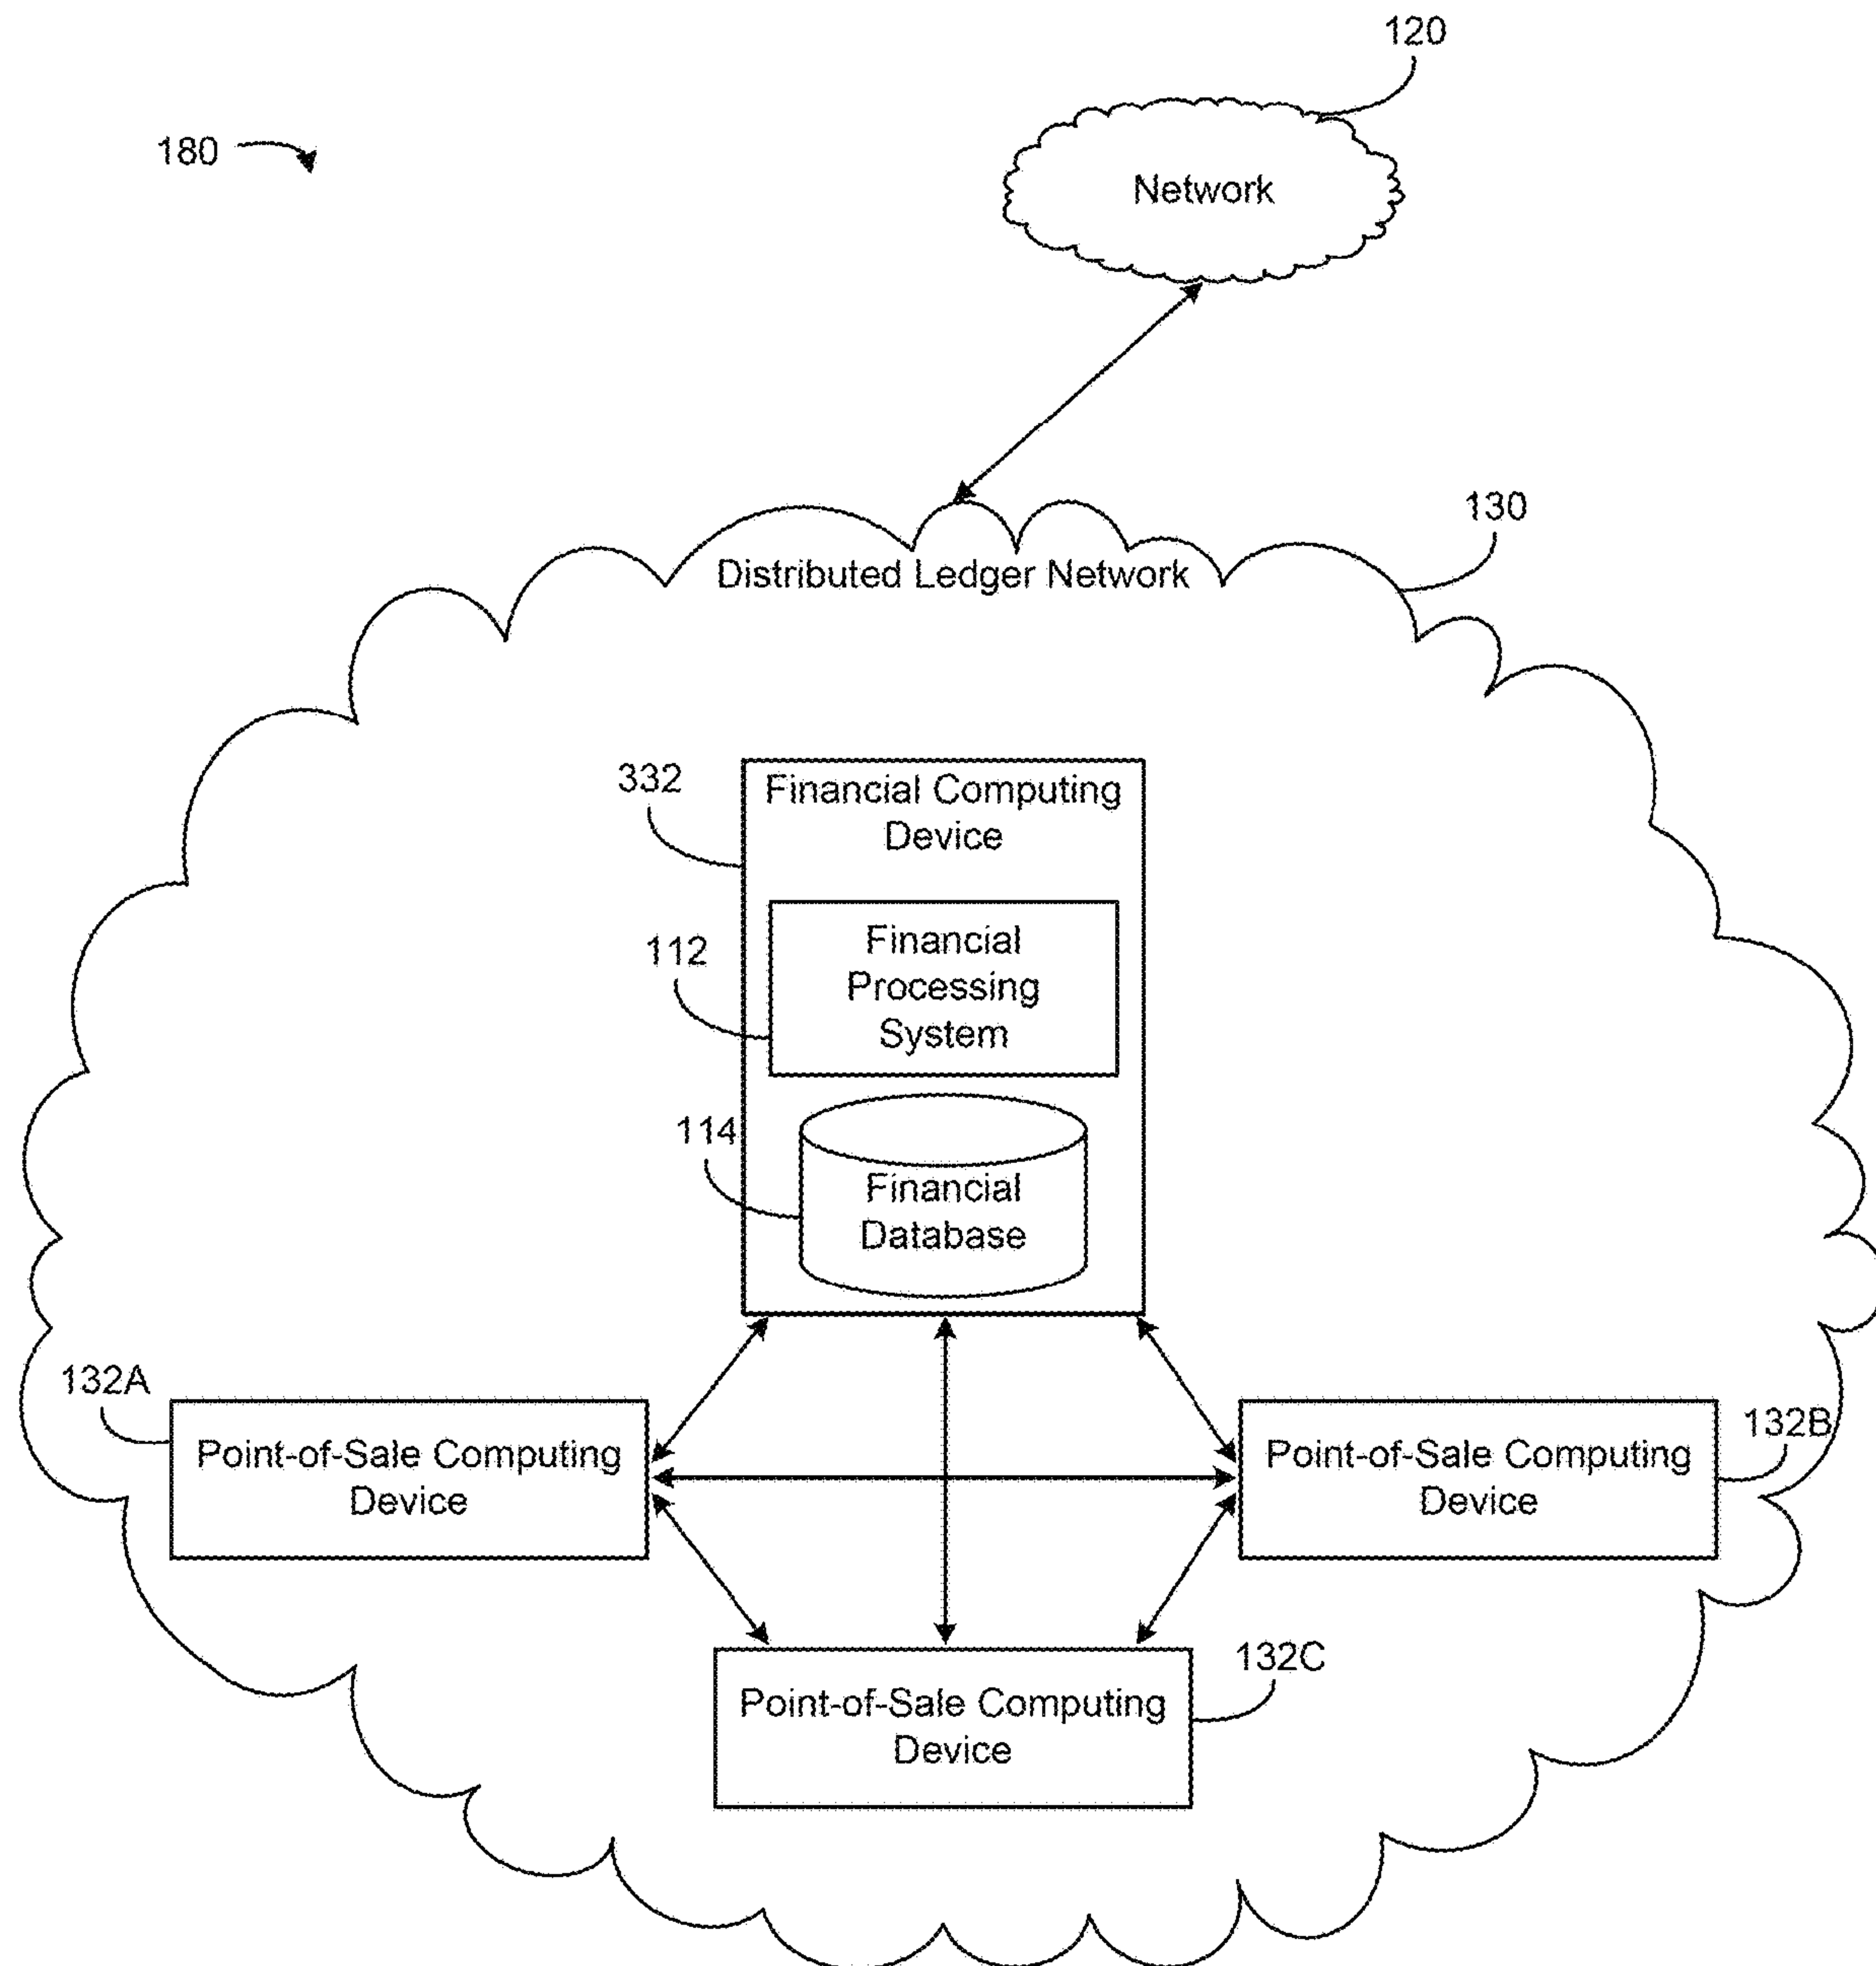 120
180
Network
130
Distributed Ledger Network
332
Financial Computing
Device
112
Financial
Processing
System
114
Financial
Database
132A
Point-of-Sale Computing
Device
132B
Point-of-Sale Computing
Device
132C
Point-of-Sale Computing
Device